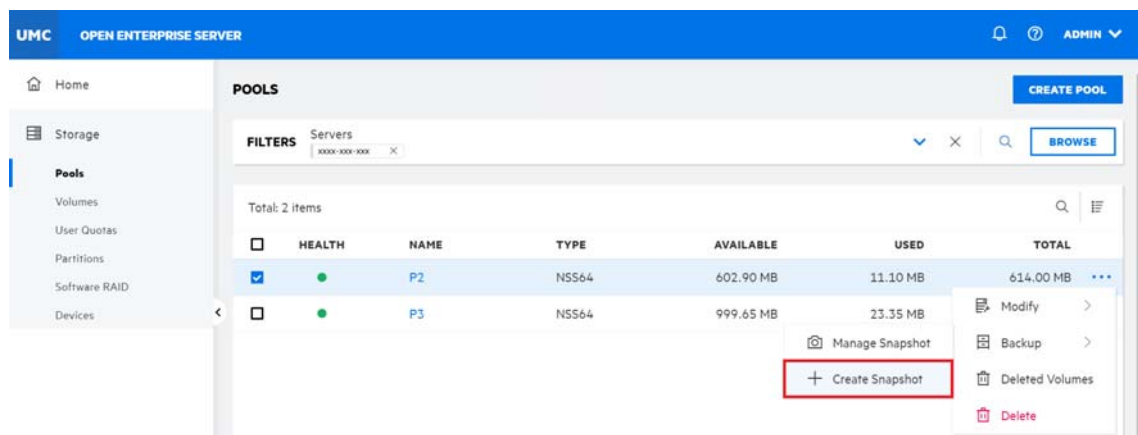 UMC OPEN ENTERPRISE SERVER ADMIN
Home
Storage
Pools
Volumes
User Quotas
Partitions
Software RAID
Devices
POOLS CREATE POOL
FILTERS Servers BROWSE
xxxx-xxx-xxx
Total: 2 items
HEALTH NAME TYPE AVAILABLE USED TOTAL
P2 NSS64 602.90 MB 11.10 MB 614.00 MB
P3 NSS64 999.65 MB 23.35 MB
Manage Snapshot
Create Snapshot
Modify
Backup
Deleted Volumes
Delete